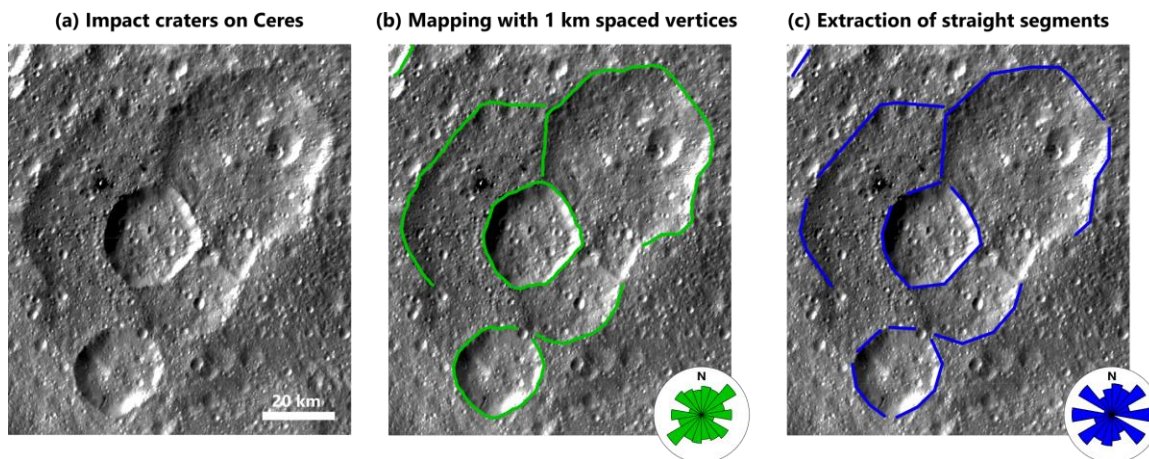 (a) Impact craters on Ceres
(b) Mapping with 1 km spaced vertices
(c) Extraction of straight segments
20 km
N
N